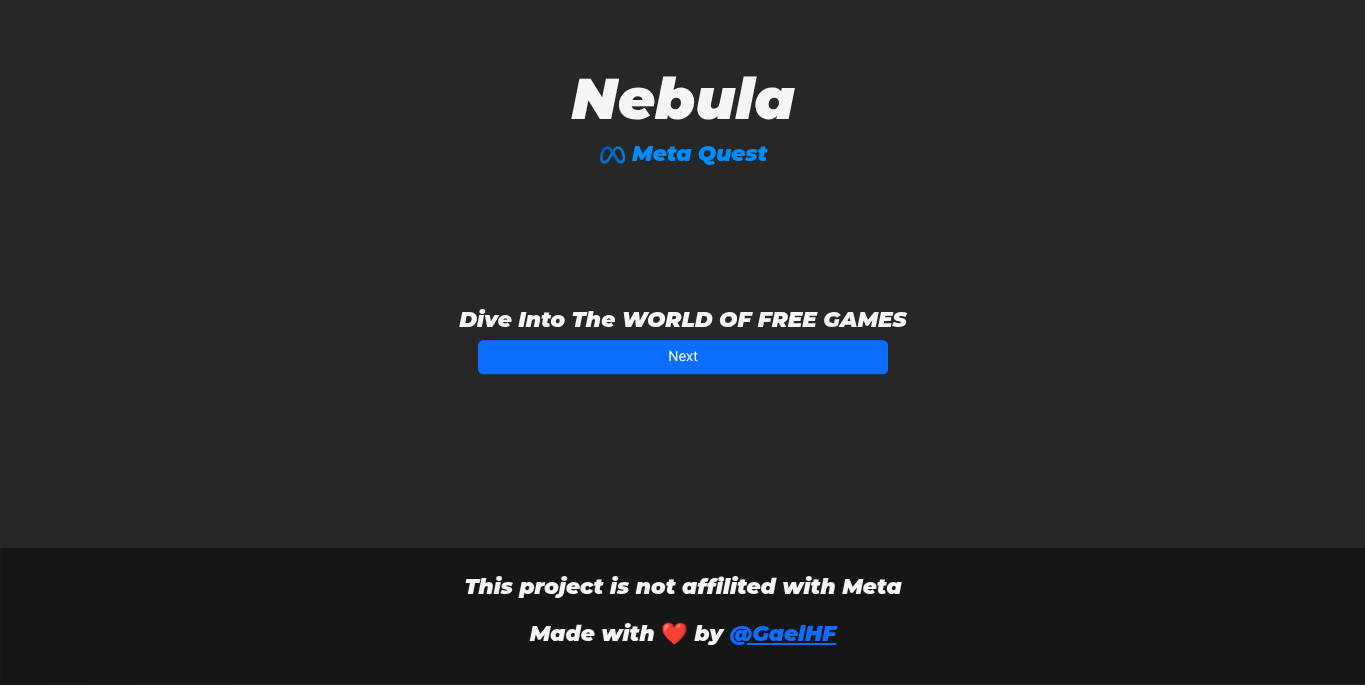 Nebula
Meta Quest
Dive Into The WORLD OF FREE GAMES
Next
This project is not affilited with Meta
Made with ❤️ by @GaelHF